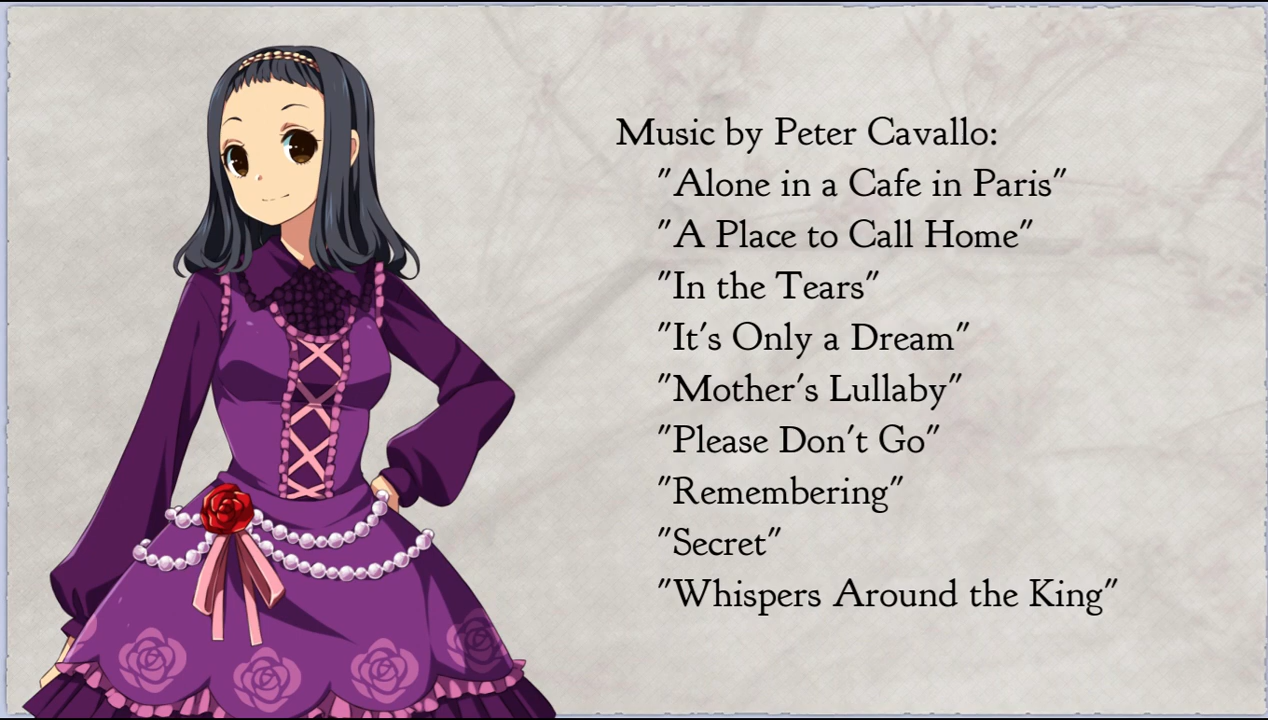 Music by Peter Cavallo:
"Alone in a Cafe in Paris"
"A Place to Call Home"
"In the Tears"
"It's Only a Dream"
"Mother's Lullaby"
"Please Don't Go"
"Remembering"
"Secret"
"Whispers Around the King"